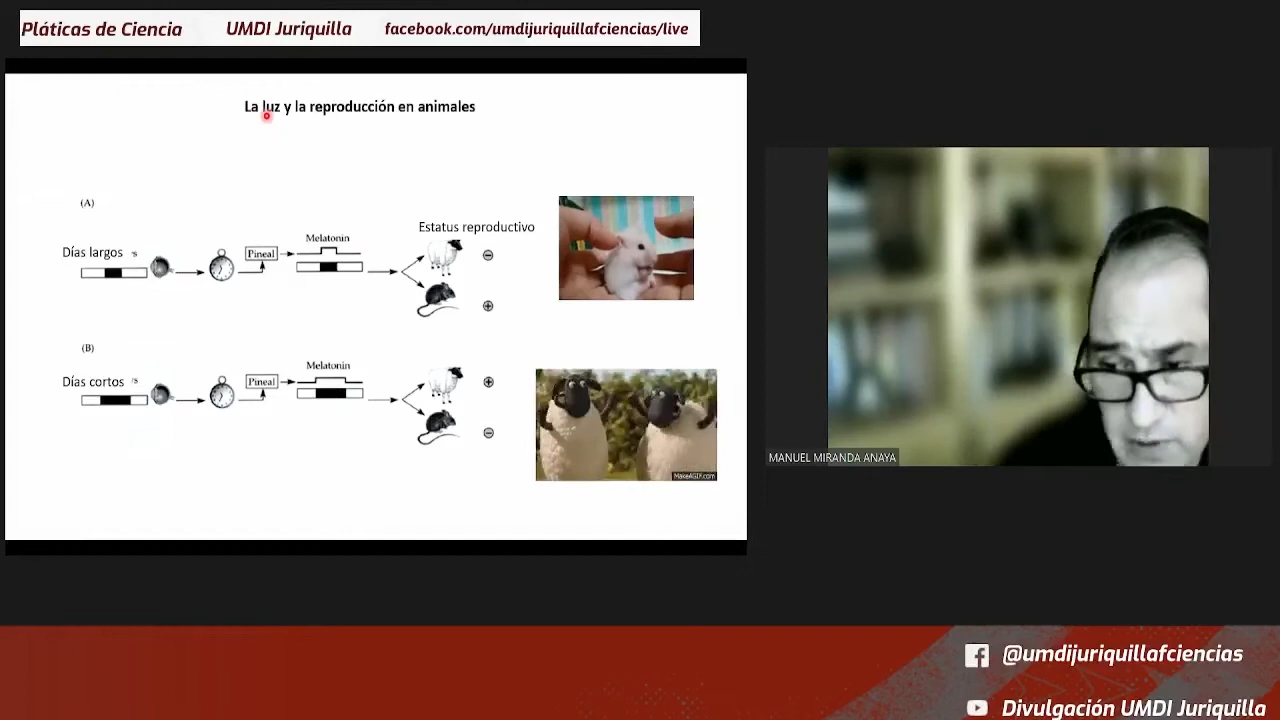 Pláticas de Ciencia UMDI Juriquilla facebook.com/umdijuriquillafciencias/live
La luz y la reproducción en animales
(A)
Estatus reproductivo
Melatonin
Días largos 's
Pineal
(B)
Melatonin
Días cortos 's
Pineal
MakeAGIF.com
MANUEL MIRANDA ANAYA
@umdijuriquillafciencias
Divulgación UMDI Juriquilla